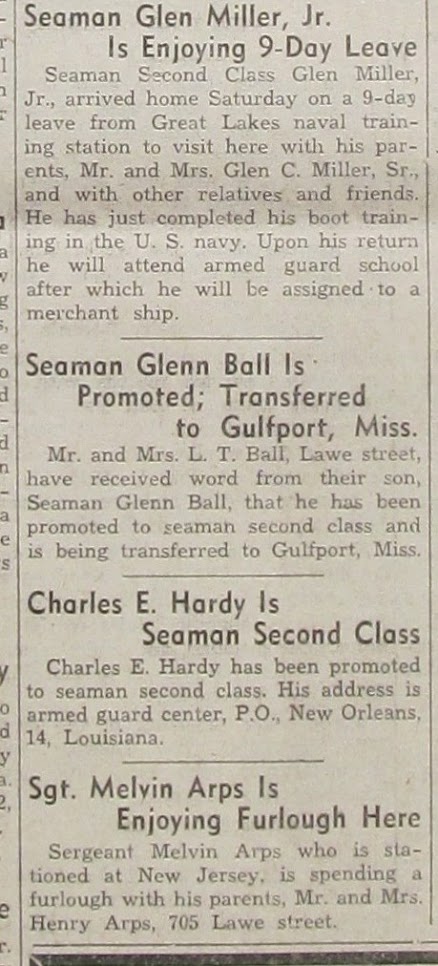 Seaman Glen Miller, Jr.
Is Enjoying 9-Day Leave
Seaman Second Class Glen Miller,
Jr., arrived home Saturday on a 9-day
leave from Great Lakes naval train-
ing station to visit here with his par-
ents, Mr. and Mrs. Glen C. Miller, Sr.,
and with other relatives and friends.
He has just completed his boot train-
ing in the U. S. navy. Upon his return
he will attend armed guard school
after which he will be assigned to a
merchant ship.
Seaman Glenn Ball Is
Promoted; Transferred
to Gulfport, Miss.
Mr. and Mrs. L. T. Ball, Lawe street,
have received word from their son,
Seaman Glenn Ball, that he has been
promoted to seaman second class and
is being transferred to Gulfport, Miss.
Charles E. Hardy Is
Seaman Second Class
Charles E. Hardy has been promoted
to seaman second class. His address is
armed guard center, P.O., New Orleans,
14, Louisiana.
Sgt. Melvin Arps Is
Enjoying Furlough Here
Sergeant Melvin Arps who is sta-
tioned at New Jersey, is spending a
furlough with his parents, Mr. and Mrs.
Henry Arps, 705 Lawe street.